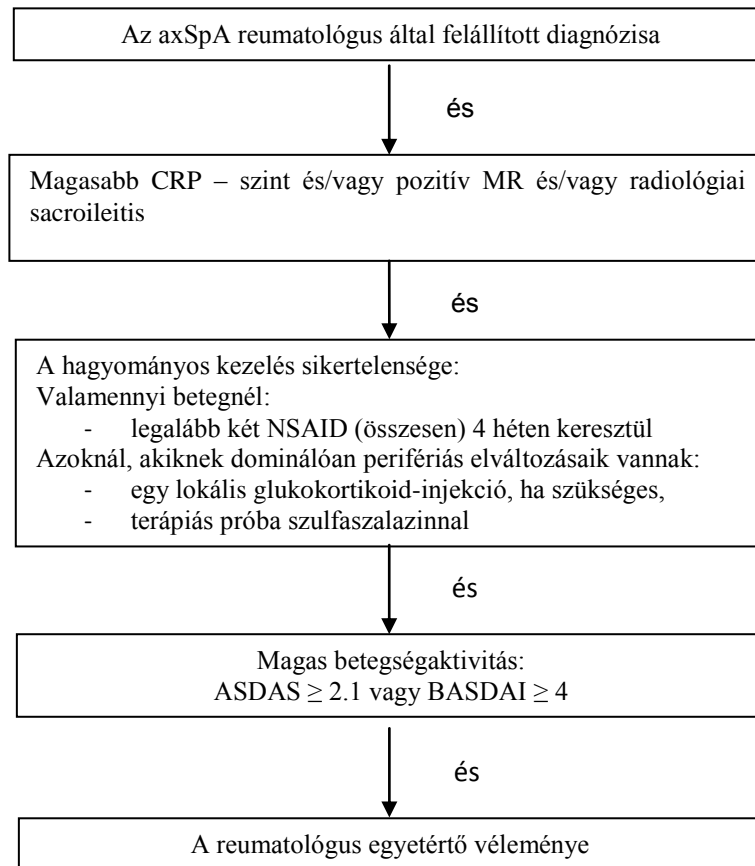 Az axSpA reumatológus által felállított diagnózisa
és
Magasabb CRP – szint és/vagy pozitív MR és/vagy radiológiai
sacroileitis
és
A hagyományos kezelés sikertelensége:
Valamennyi betegnél:
- legalább két NSAID (összesen) 4 héten keresztül
Azoknál, akiknek dominálóan perifériás elváltozásaik vannak:
- egy lokális glukokortikoid-injekció, ha szükséges,
- terápiás próba szulfaszalazinnal
és
Magas betegségaktivitás:
ASDAS ≥ 2.1 vagy BASDAI ≥ 4
és
A reumatológus egyetértő véleménye